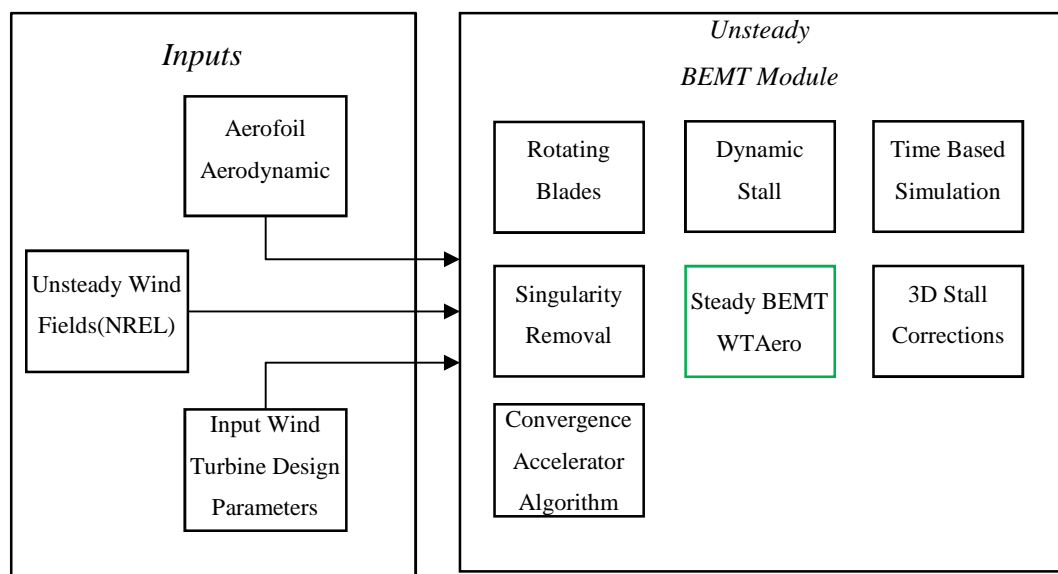 Inputs
Aerofoil
Aerodynamic
Unsteady Wind
Fields(NREL)
Input Wind
Turbine Design
Parameters
Unsteady
BEMT Module
Rotating
Blades
Dynamic
Stall
Time Based
Simulation
Singularity
Removal
Steady BEMT
WTAero
3D Stall
Corrections
Convergence
Accelerator
Algorithm